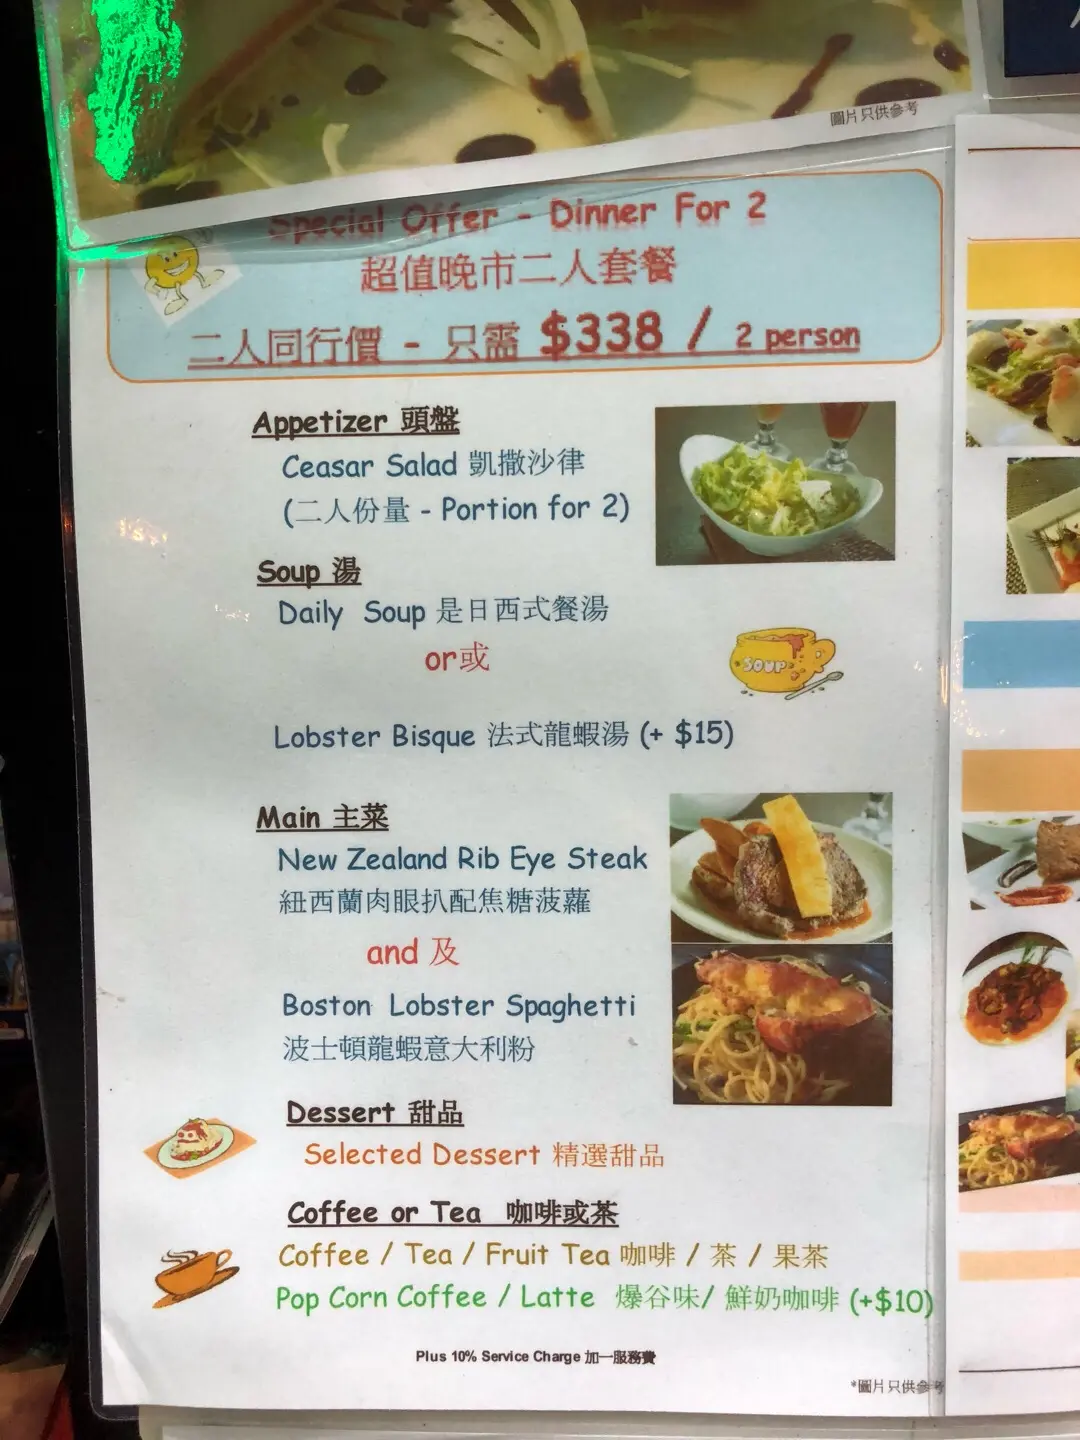 圖片只供參考
Special Offer - Dinner For 2
超值晚市二人套餐
二人同行價 - 只需 $338 / 2 person
Appetizer 頭盤
Ceasar Salad 凱撒沙律
(二人份量 - Portion for 2)
Soup 湯
Daily Soup 是日西式餐湯
or或
SOUP
Lobster Bisque 法式龍蝦湯 (+ $15)
Main 主菜
New Zealand Rib Eye Steak
紐西蘭肉眼扒配焦糖菠蘿
and 及
Boston Lobster Spaghetti
波士頓龍蝦意大利粉
Dessert 甜品
Selected Dessert 精選甜品
Coffee or Tea 咖啡或茶
Coffee / Tea / Fruit Tea 咖啡 / 茶 / 果茶
Pop Corn Coffee / Latte 爆谷味/ 鮮奶咖啡 (+$10)
Plus 10% Service Charge 加一服務費
*圖片只供參考